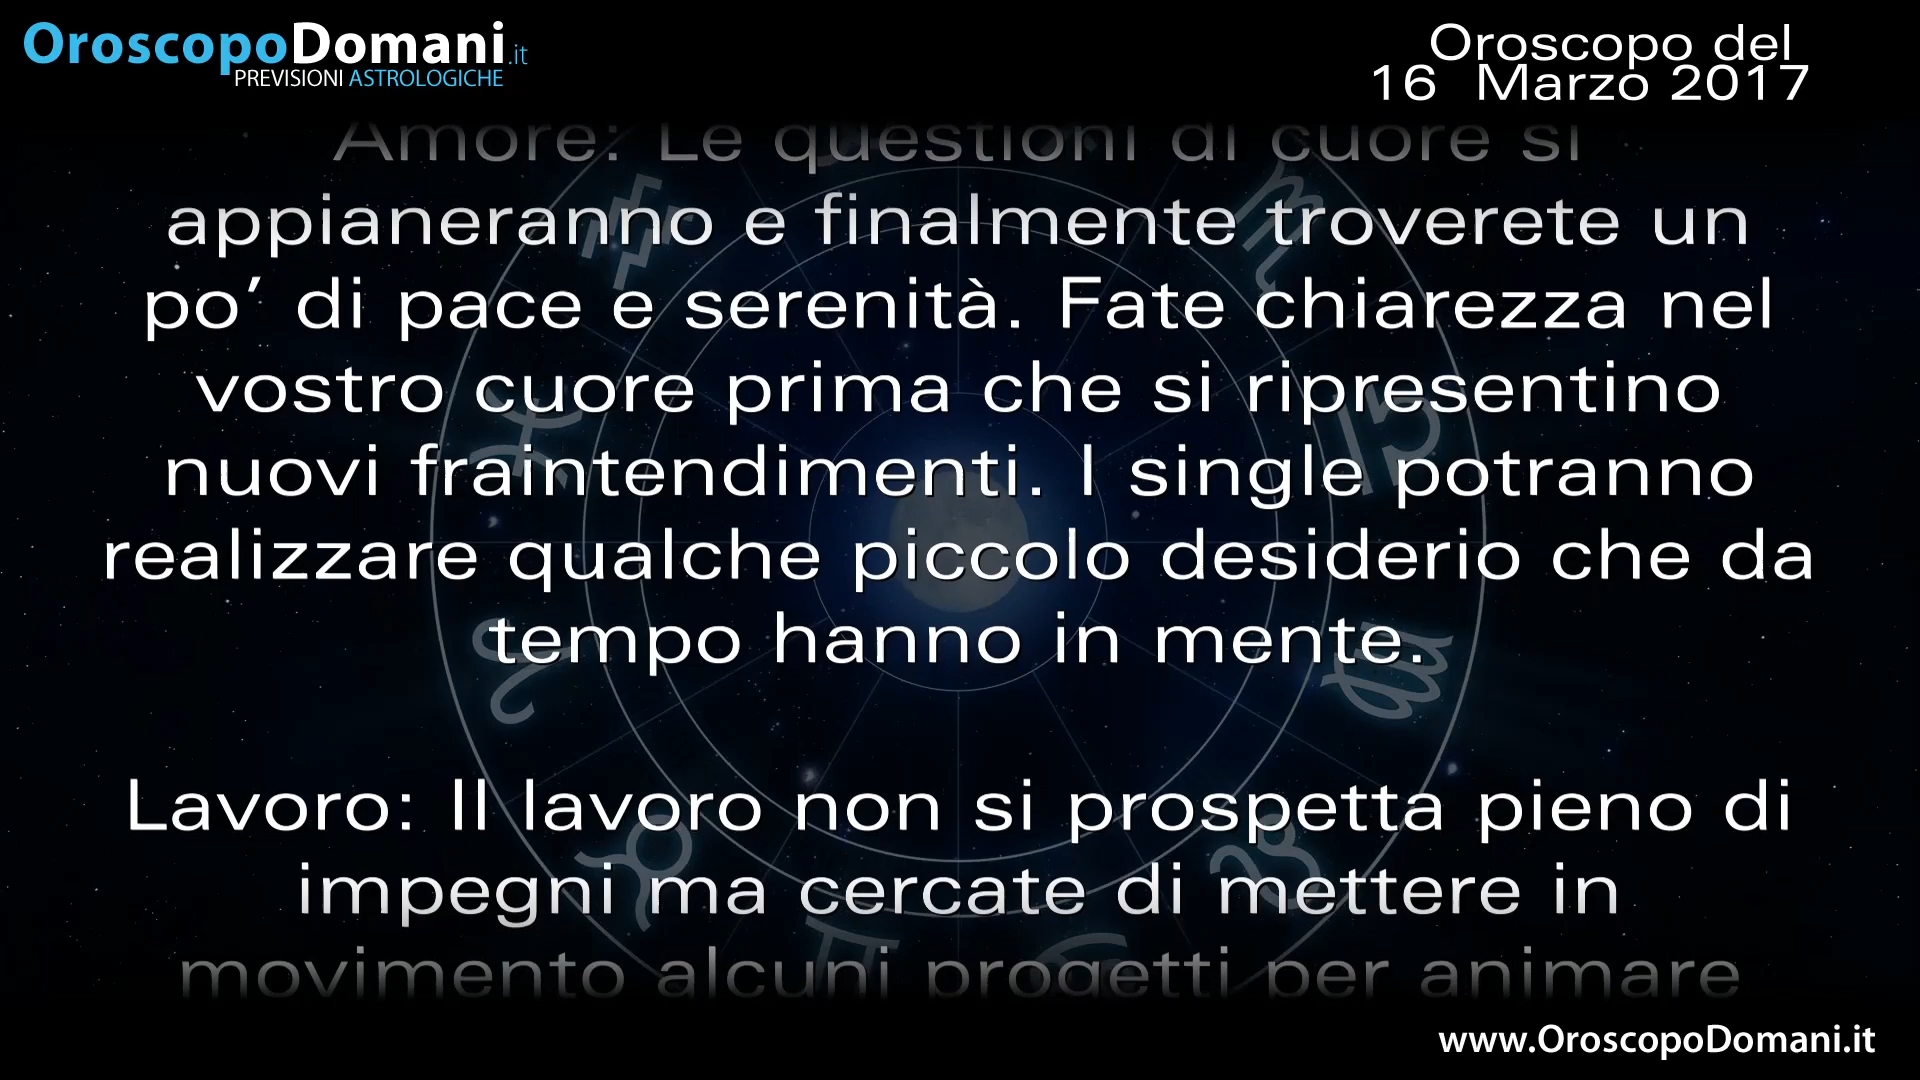 OroscopoDomani.it
PREVISIONI ASTROLOGICHE
Oroscopo del
16 Marzo 2017
Amore: Le questioni di cuore si
appianeranno e finalmente troverete un
po’ di pace e serenità. Fate chiarezza nel
vostro cuore prima che si ripresentino
nuovi fraintendimenti. I single potranno
realizzare qualche piccolo desiderio che da
tempo hanno in mente.
Lavoro: Il lavoro non si prospetta pieno di
impegni ma cercate di mettere in
movimento alcuni progetti per animare
www.OroscopoDomani.it